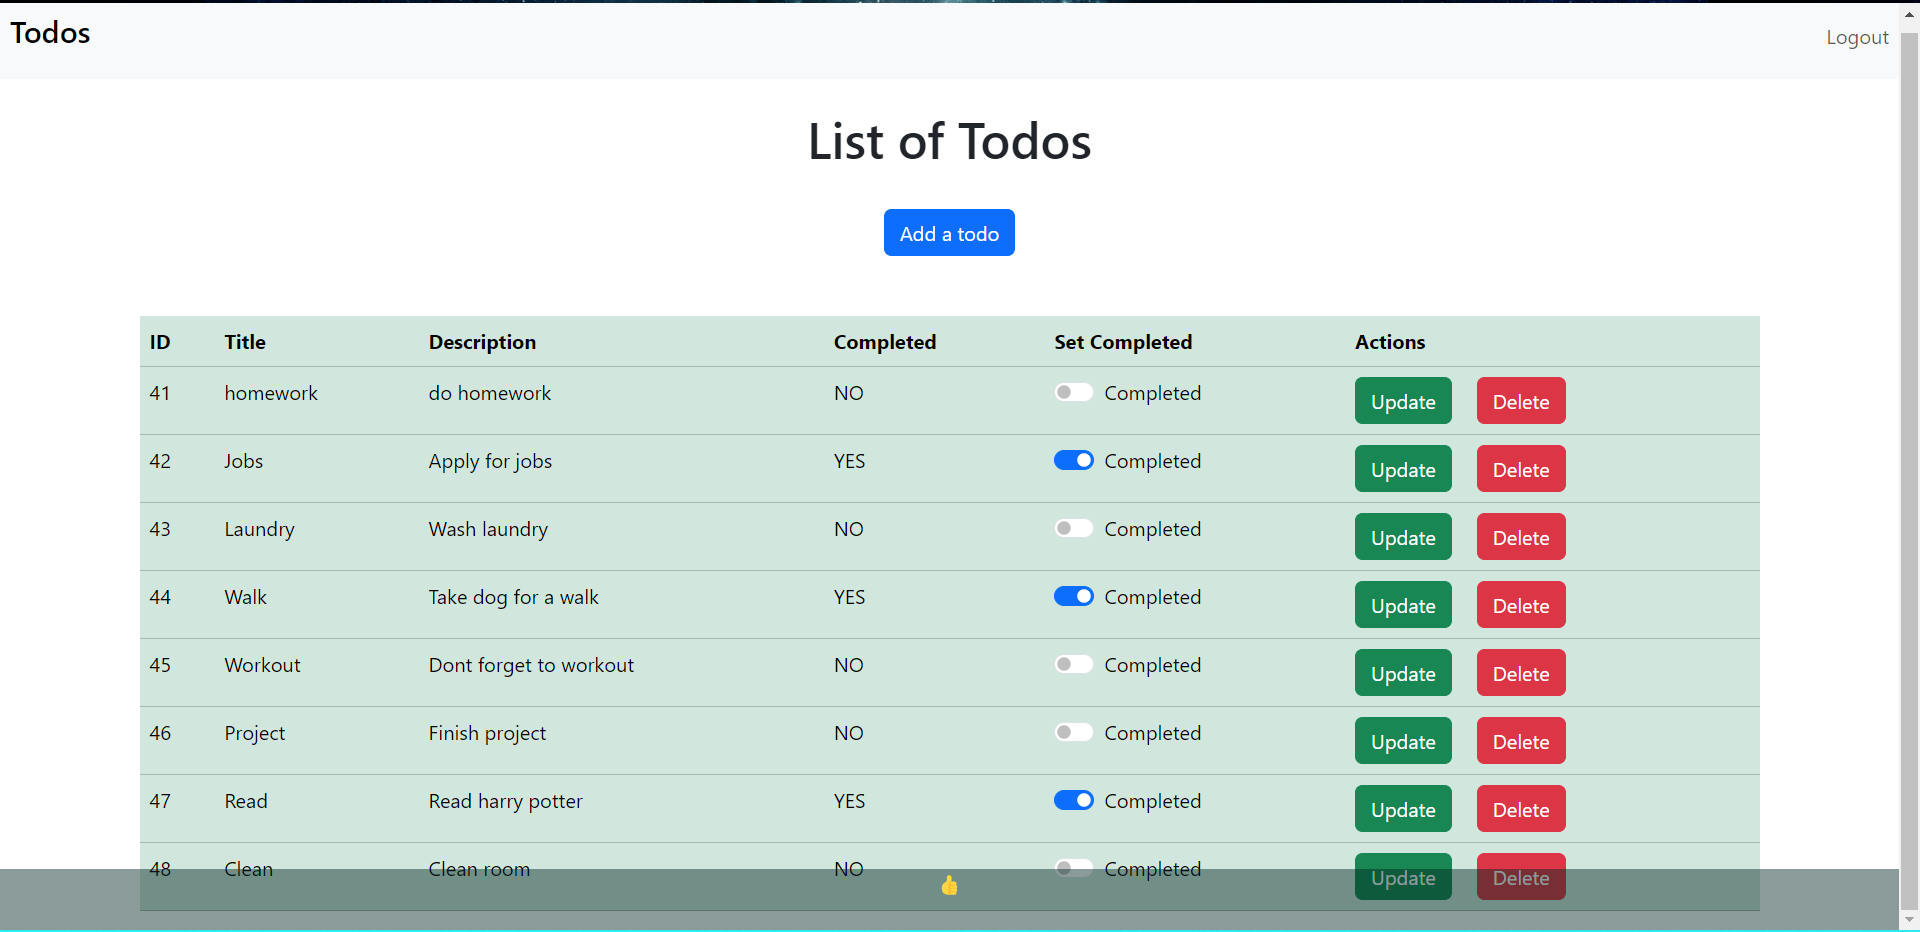 Todos Logout
List of Todos
Add a todo
ID Title Description Completed Set Completed Actions
41 homework do homework NO Completed Update Delete
42 Jobs Apply for jobs YES Completed Update Delete
43 Laundry Wash laundry NO Completed Update Delete
44 Walk Take dog for a walk YES Completed Update Delete
45 Workout Dont forget to workout NO Completed Update Delete
46 Project Finish project NO Completed Update Delete
47 Read Read harry potter YES Completed Update Delete
48 Clean Clean room NO Completed Update Delete